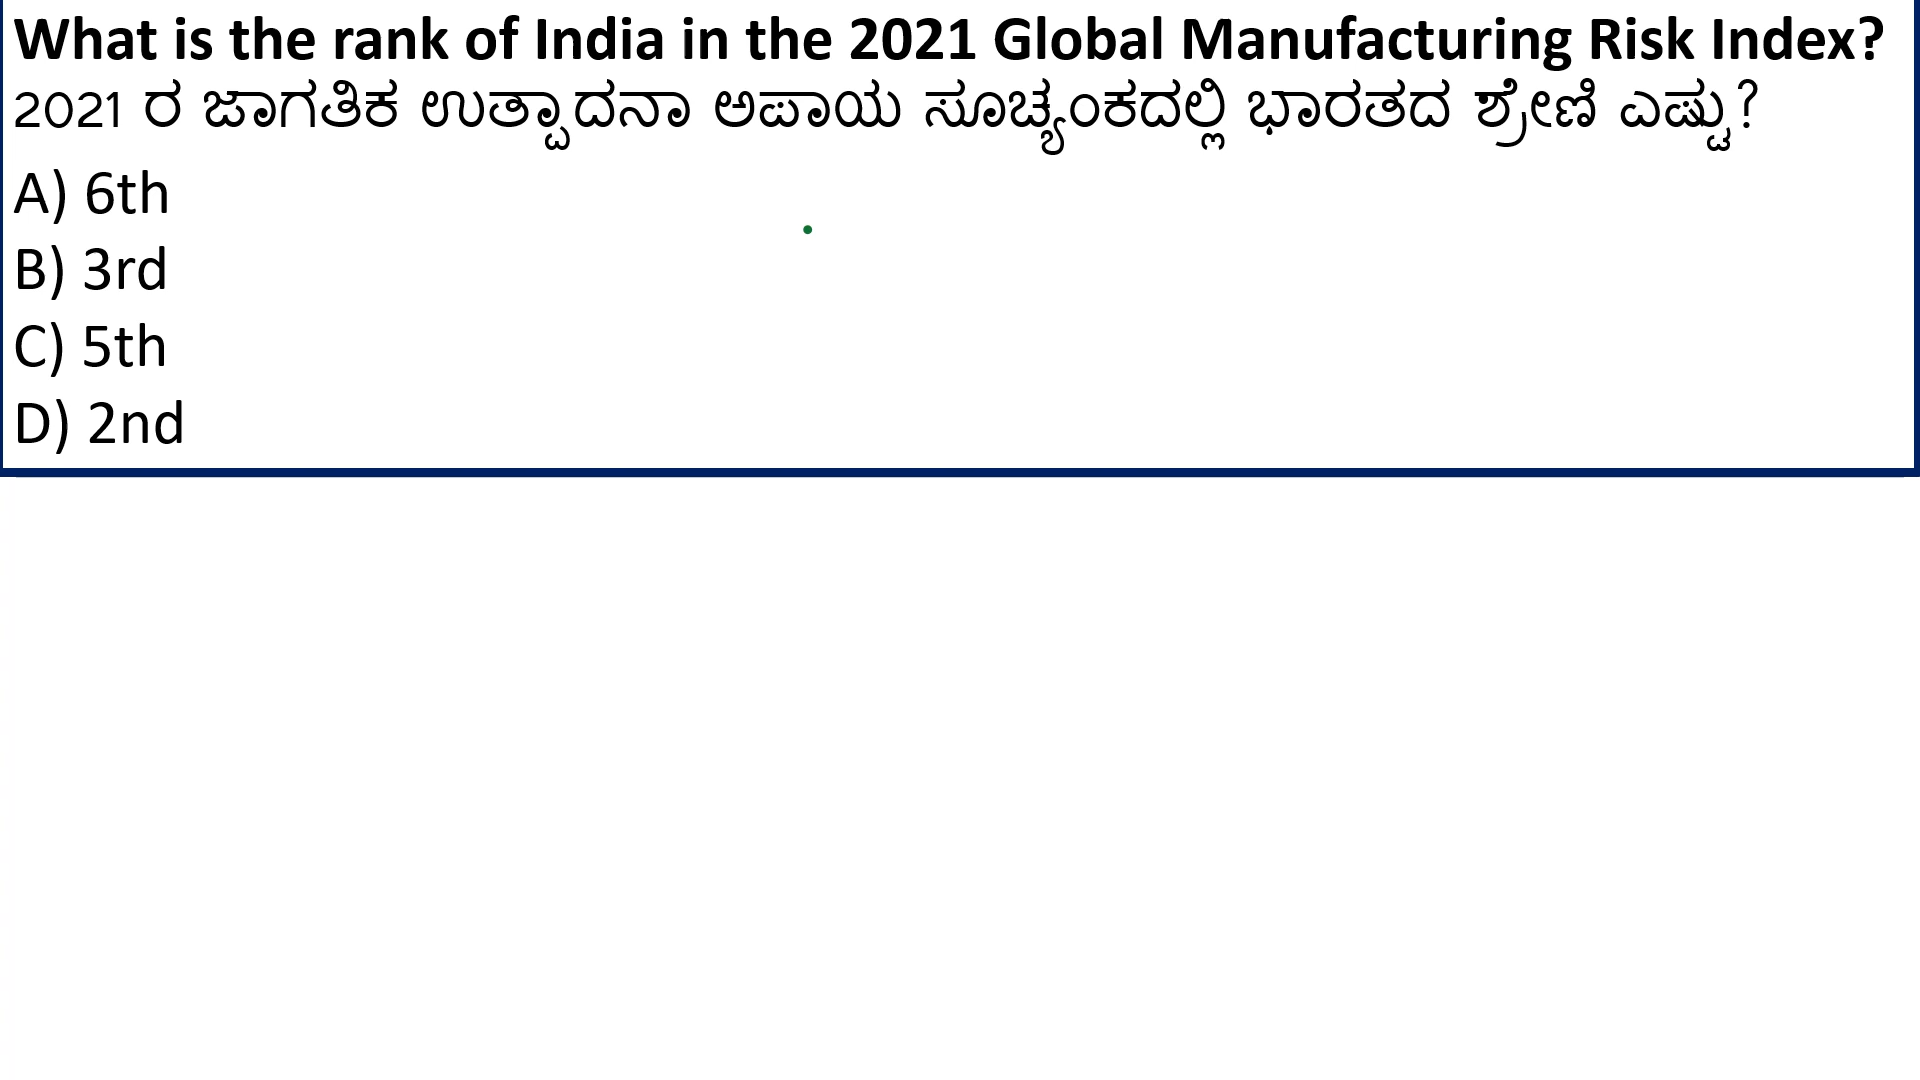 What is the rank of India in the 2021 Global Manufacturing Risk Index?
2021 ರ ಜಾಗತಿಕ ಉತ್ಪಾದನಾ ಅಪಾಯ ಸೂಚ್ಯಂಕದಲ್ಲಿ ಭಾರತದ ಶ್ರೇಣಿ ಎಷ್ಟು?
A) 6th
B) 3rd
C) 5th
D) 2nd